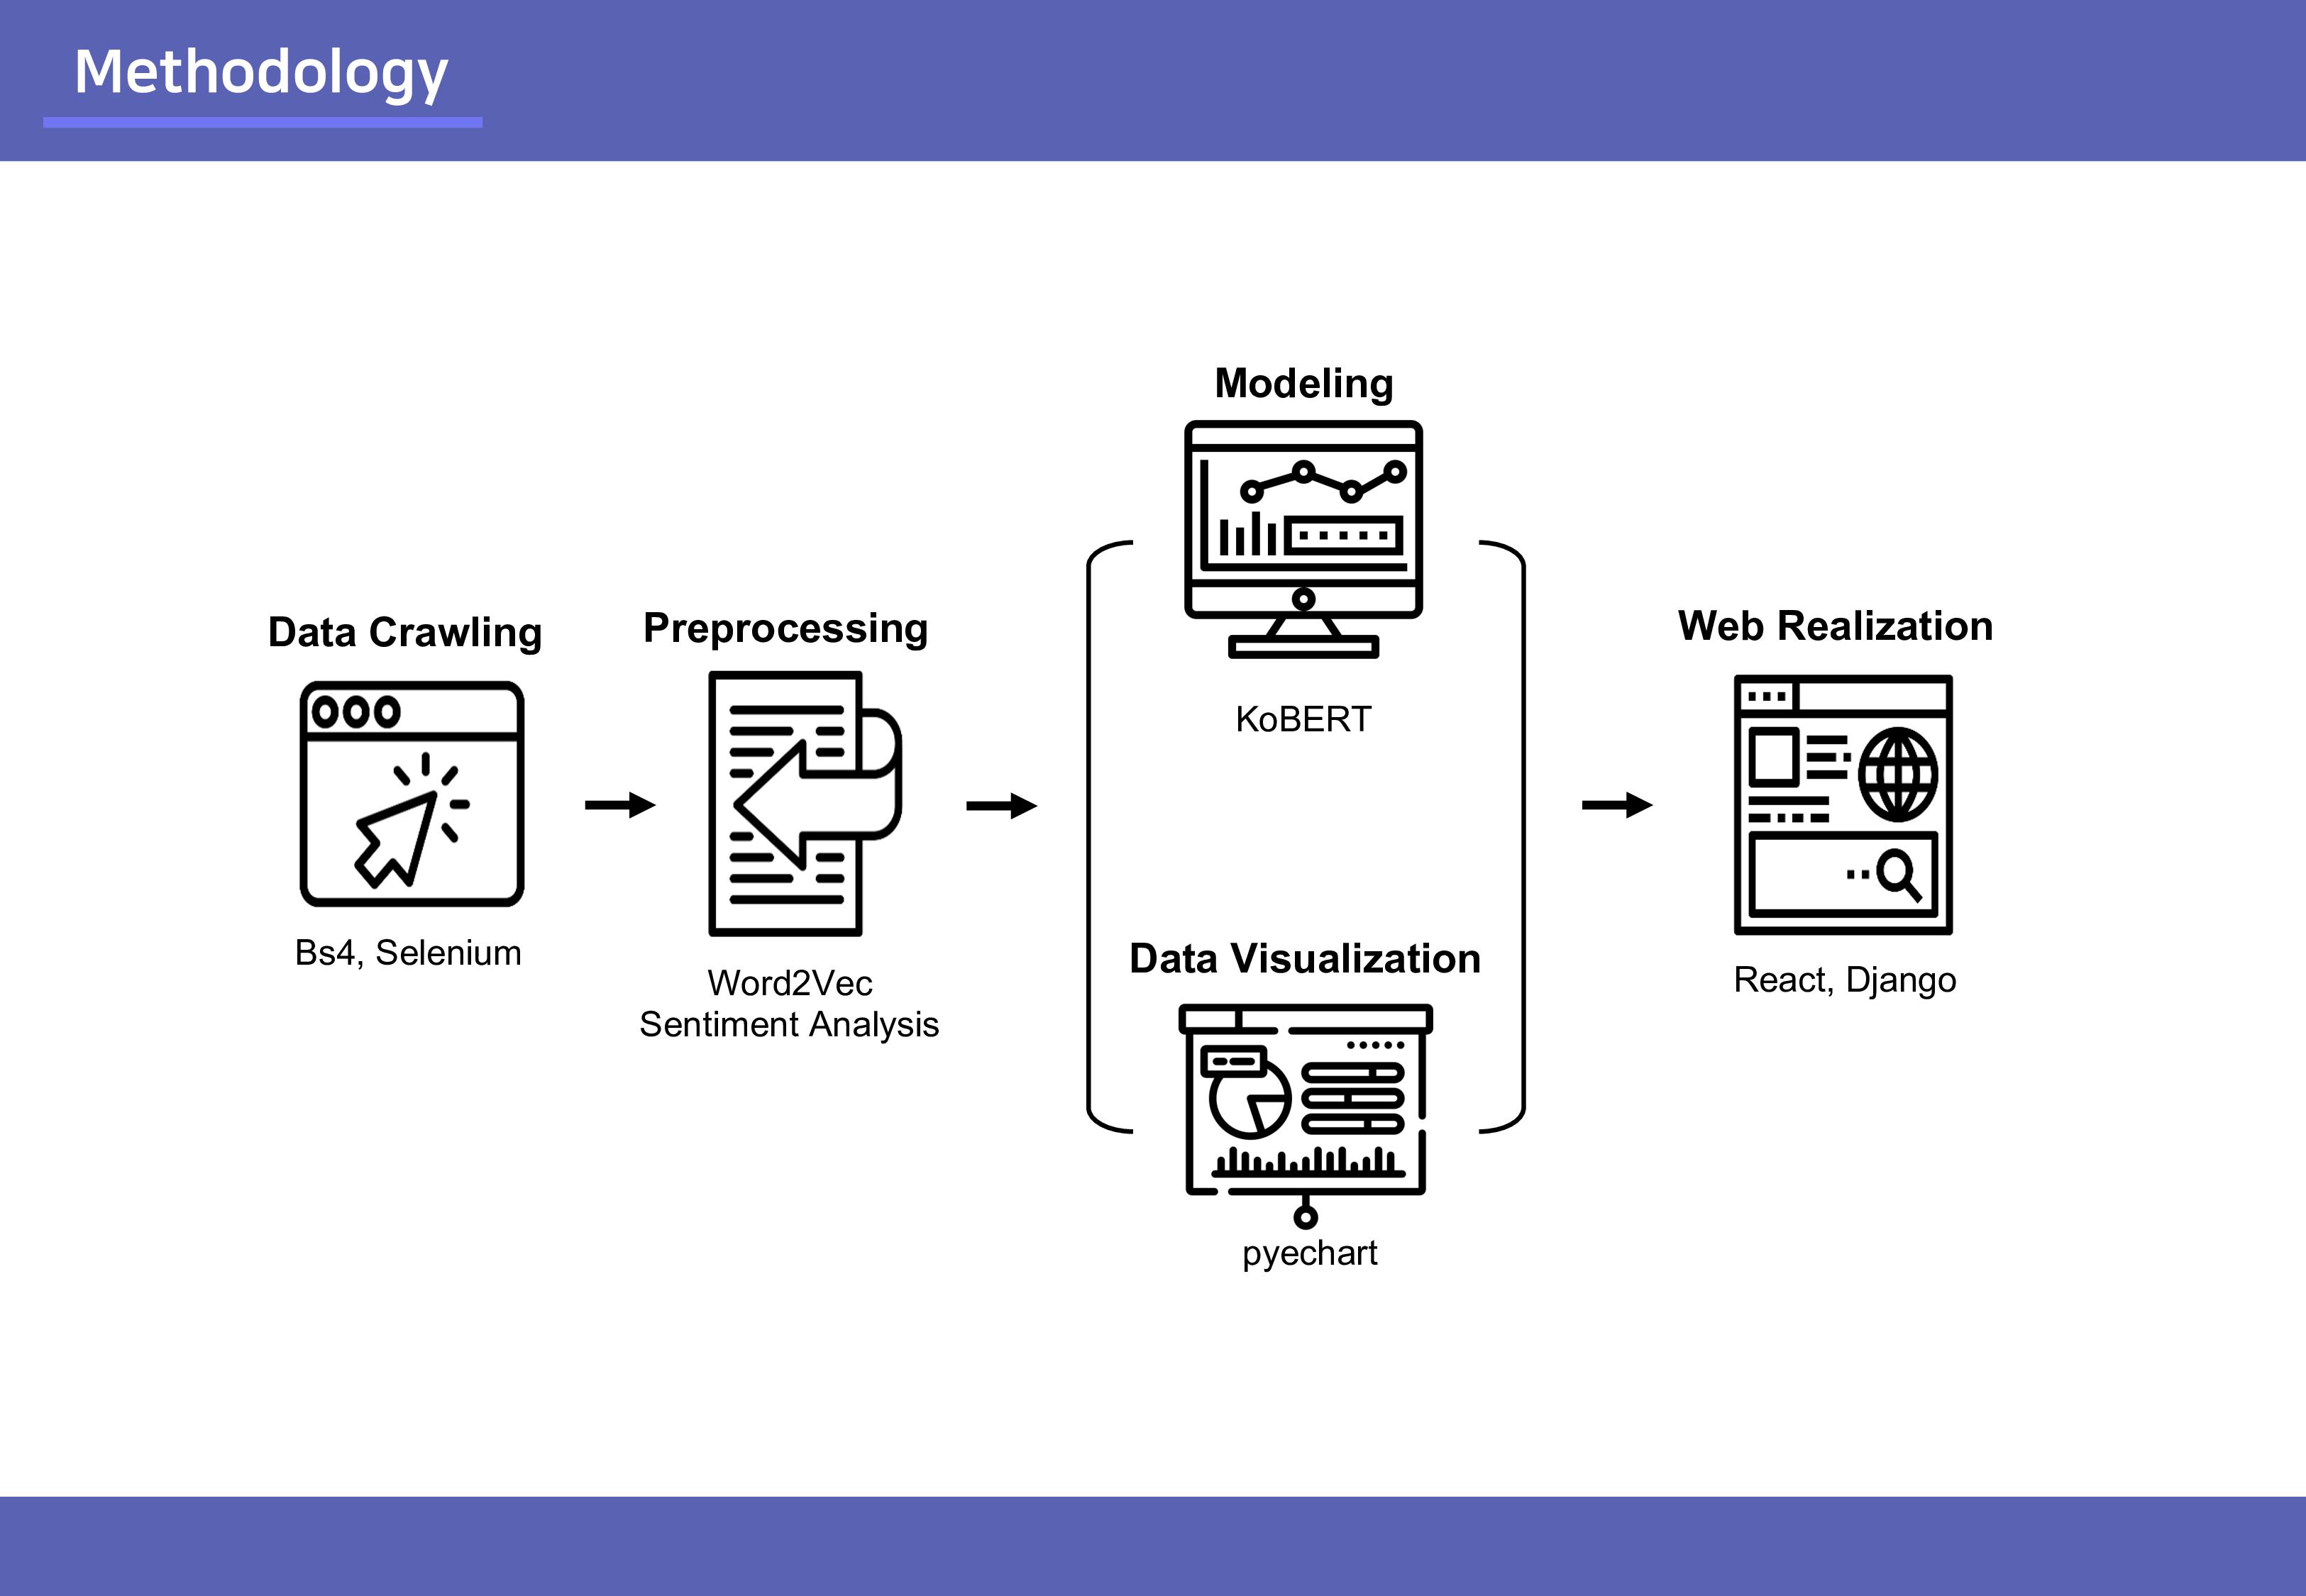 Methodology
Data Crawling
Bs4, Selenium
Preprocessing
Word2Vec
Sentiment Analysis
Modeling
KoBERT
Data Visualization
pyechart
Web Realization
React, Django